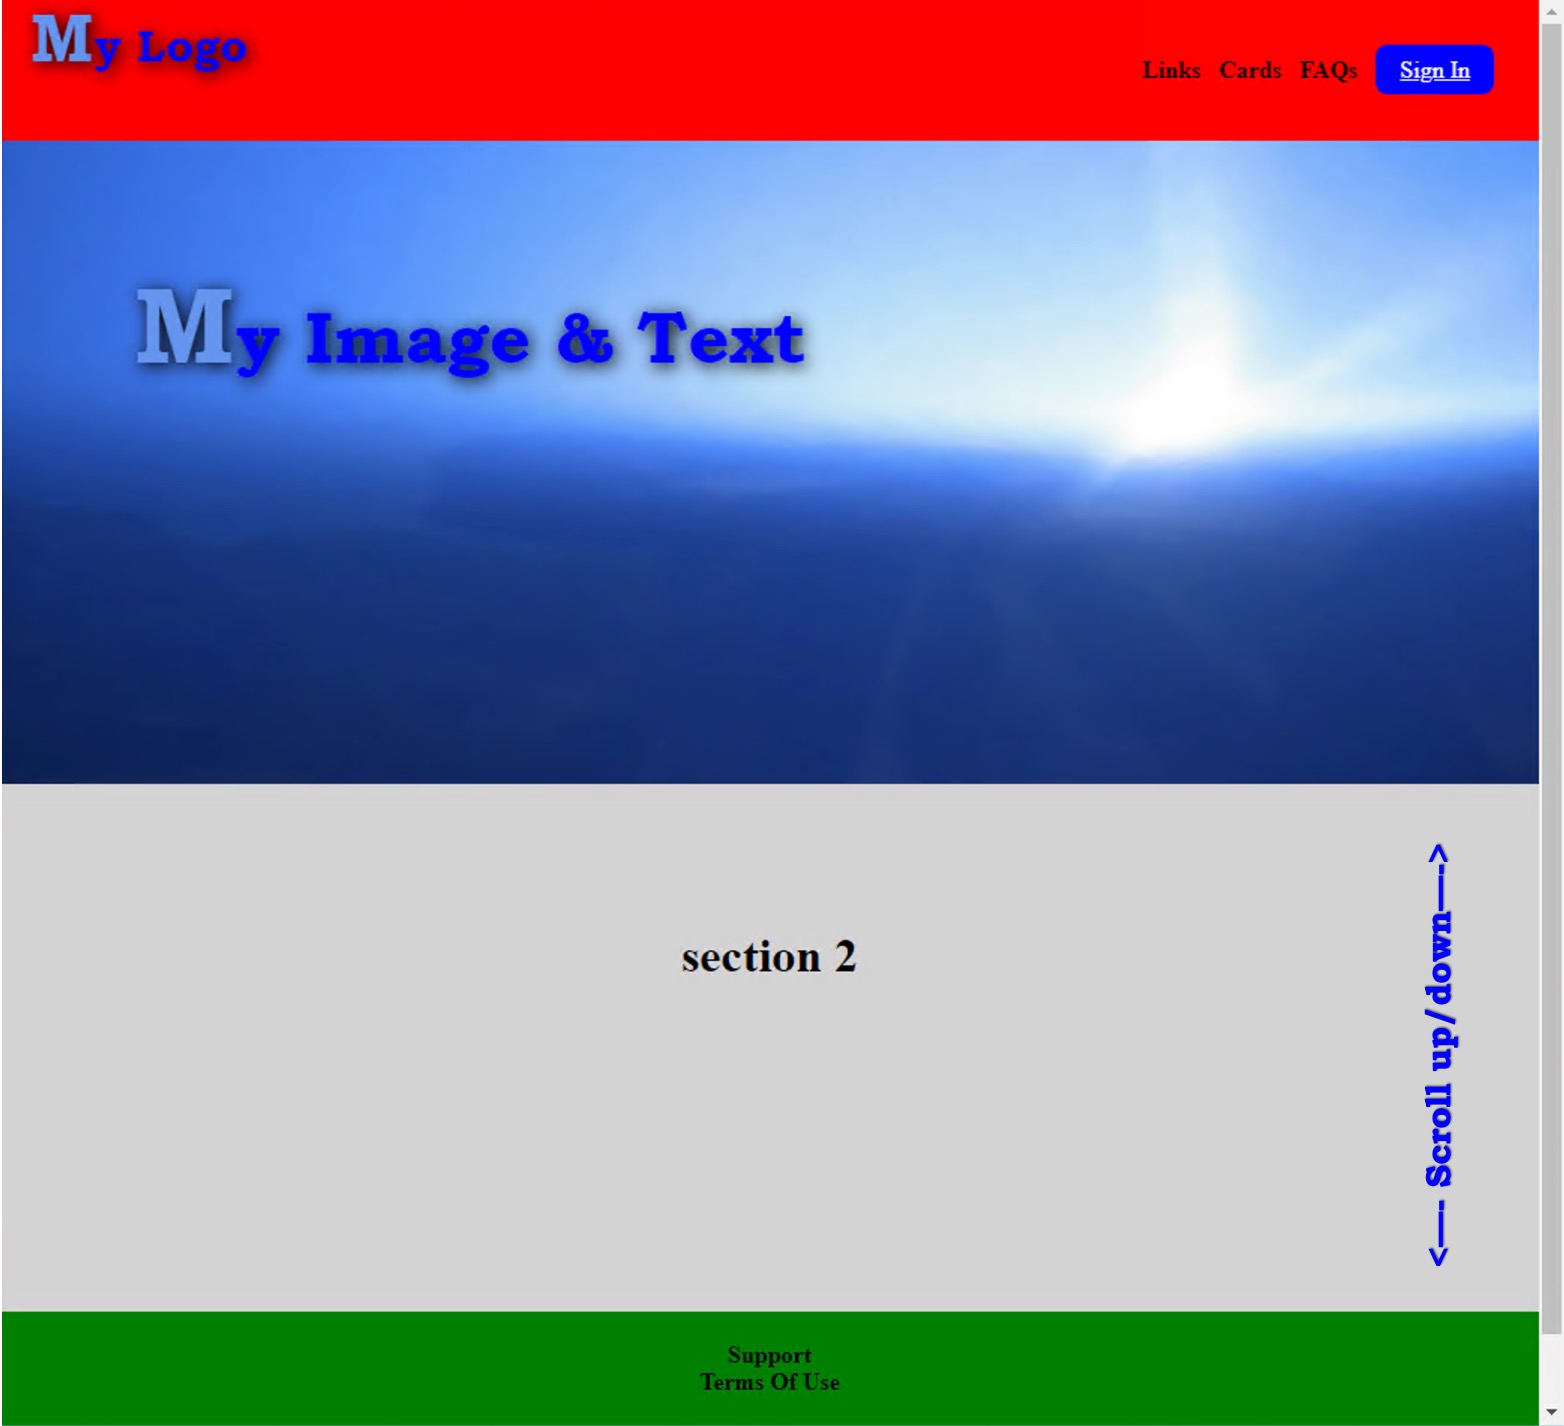 My Logo
Links Cards FAQs Sign In
My Image & Text
section 2
<---- Scroll up/down---->
Support
Terms Of Use